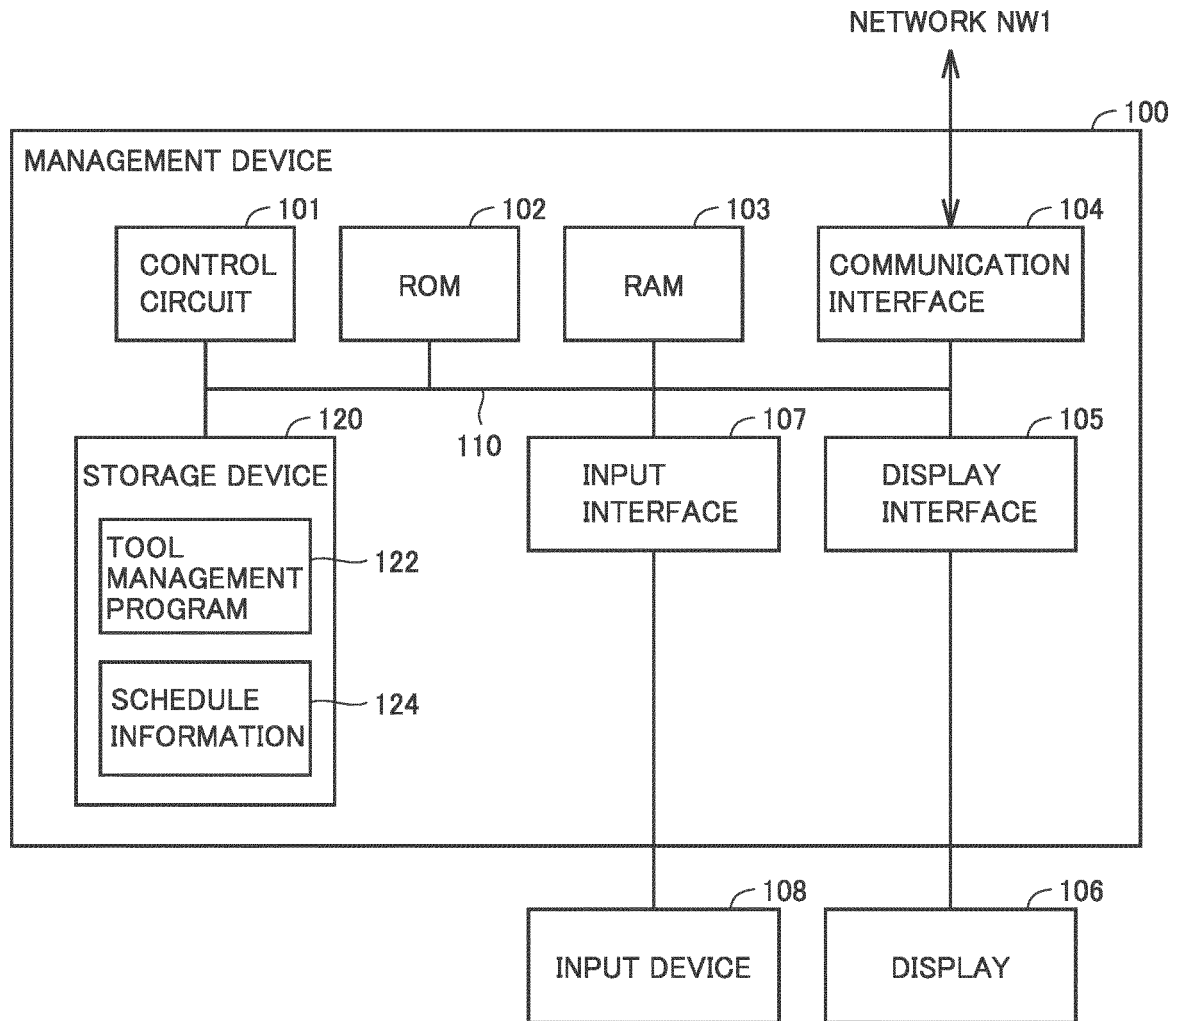 NETWORK NW1
100
MANAGEMENT DEVICE
101
102
103
104
CONTROL
CIRCUIT
ROM
RAM
COMMUNICATION
INTERFACE
120
110
107
105
STORAGE DEVICE
INPUT
INTERFACE
DISPLAY
INTERFACE
TOOL
MANAGEMENT
PROGRAM
122
SCHEDULE
INFORMATION
124
108
106
INPUT DEVICE
DISPLAY